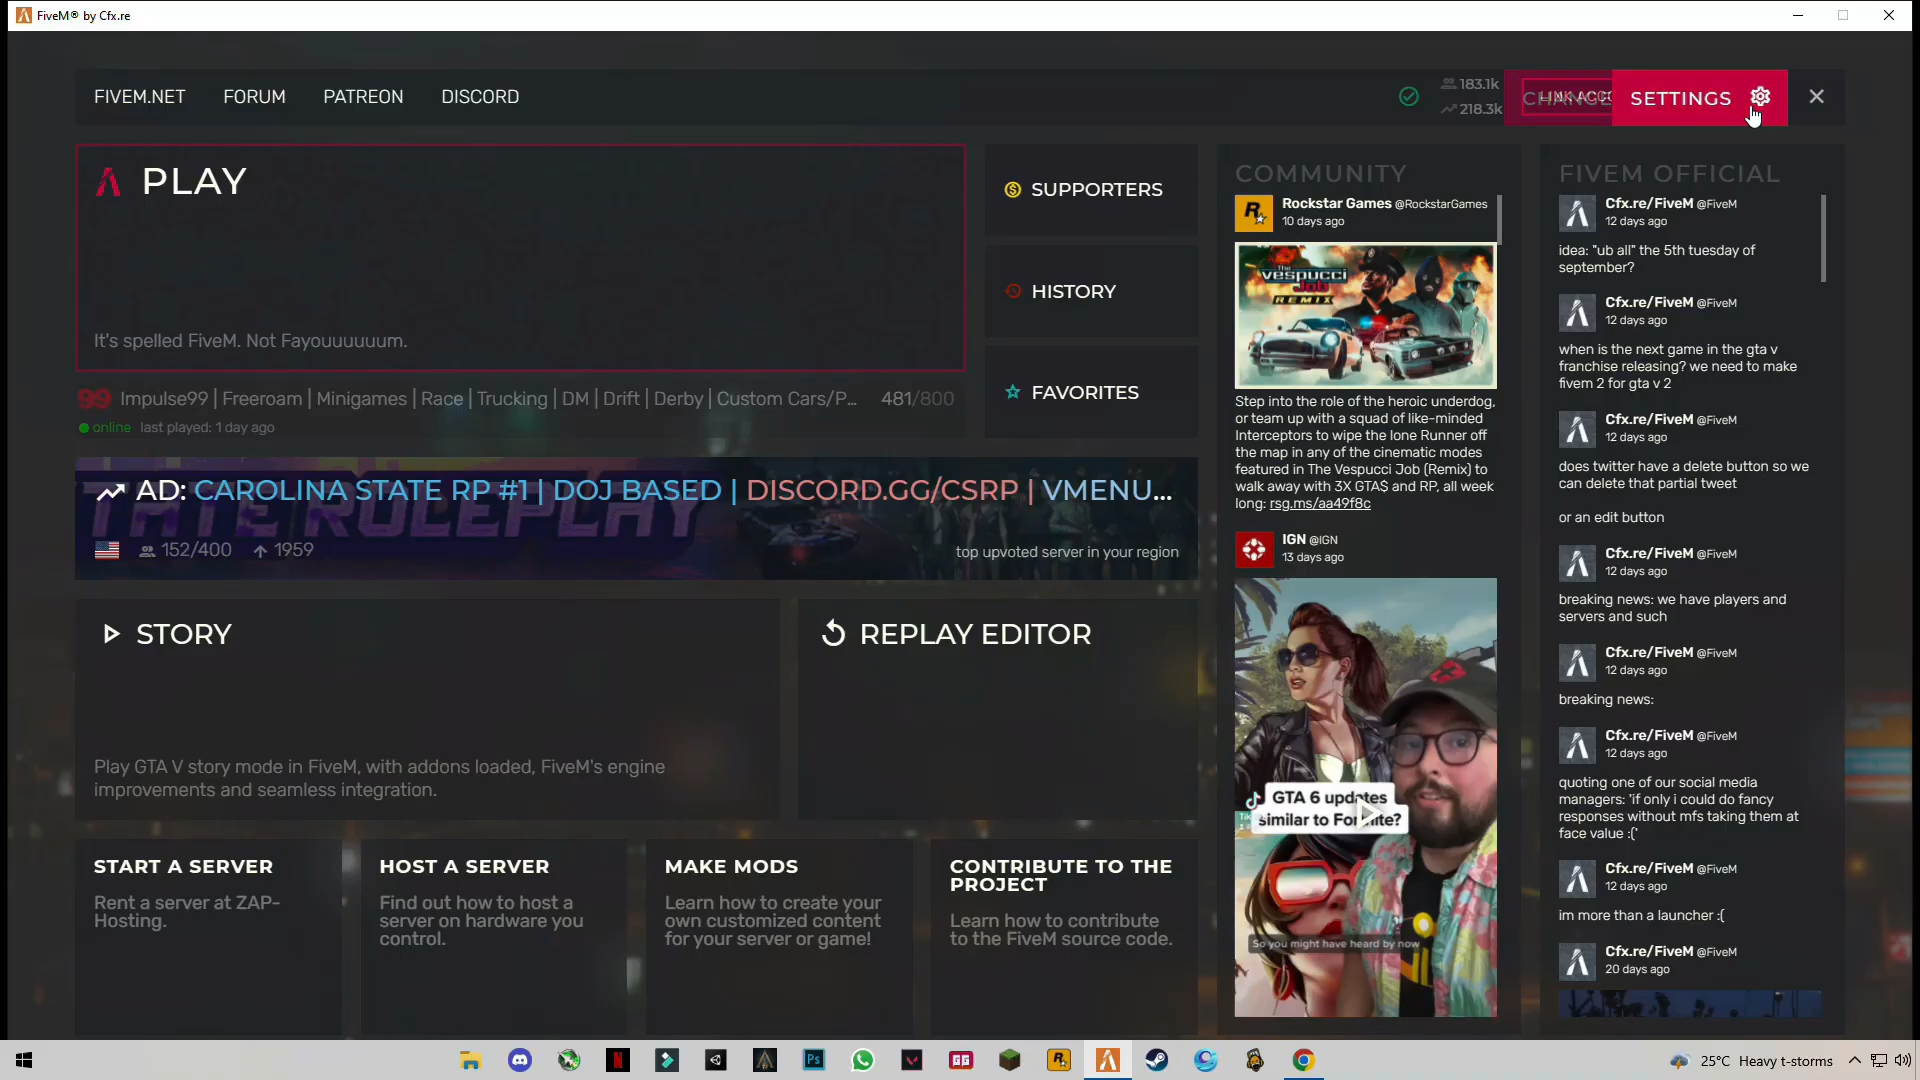 FiveM® by Cfx.re
FIVEM.NET
FORUM
PATREON
DISCORD
183.1k
218.3k
SETTINGS
PLAY
It's spelled FiveM. Not Fayouuuuuum.
99 Impulse99 | Freeroam | Minigames | Race | Trucking | DM | Drift | Derby | Custom Cars/P...
481/800
online last played: 1 day ago
SUPPORTERS
HISTORY
FAVORITES
AD: CAROLINA STATE RP #1 | DOJ BASED | DISCORD.GG/CSRP | VMENU...
TATE ROLEPLAY
152/400
1959
top upvoted server in your region
STORY
Play GTA V story mode in FiveM, with addons loaded, FiveM's engine
improvements and seamless integration.
REPLAY EDITOR
START A SERVER
Rent a server at ZAP-
Hosting.
HOST A SERVER
Find out how to host a
server on hardware you
control.
MAKE MODS
Learn how to create your
own customized content
for your server or game!
CONTRIBUTE TO THE
PROJECT
Learn how to contribute
to the FiveM source code.
COMMUNITY
Rockstar Games @RockstarGames
10 days ago
The
Vespucci
Job
REMIX
Step into the role of the heroic underdog,
or team up with a squad of like-minded
Interceptors to wipe the lone Runner off
the map in any of the cinematic modes
featured in The Vespucci Job (Remix) to
walk away with 3X GTA$ and RP, all week
long: rsg.ms/aa49f8c
IGN @IGN
13 days ago
GTA 6 updates
similar to Fortnite?
So you might have heard by now
FIVEM OFFICIAL
Cfx.re/FiveM @FiveM
12 days ago
idea: "ub all" the 5th tuesday of
september?
Cfx.re/FiveM @FiveM
12 days ago
when is the next game in the gta v
franchise releasing? we need to make
fivem 2 for gta v 2
Cfx.re/FiveM @FiveM
12 days ago
does twitter have a delete button so we
can delete that partial tweet
or an edit button
Cfx.re/FiveM @FiveM
12 days ago
breaking news: we have players and
servers and such
Cfx.re/FiveM @FiveM
12 days ago
breaking news:
Cfx.re/FiveM @FiveM
12 days ago
quoting one of our social media
managers: 'if only i could do fancy
responses without mfs taking them at
face value :('
Cfx.re/FiveM @FiveM
12 days ago
im more than a launcher :(
Cfx.re/FiveM @FiveM
20 days ago
25°C Heavy t-storms